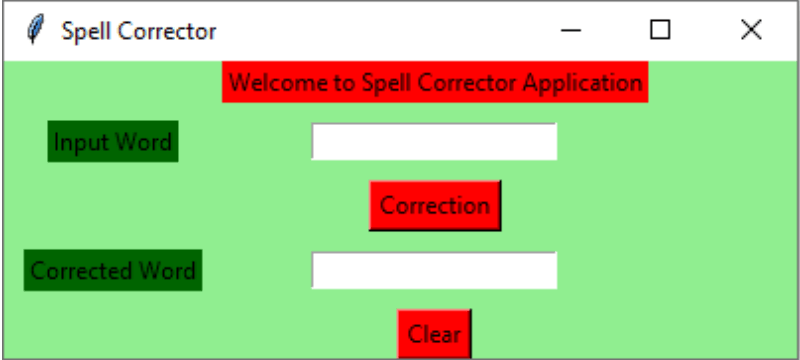 Spell Corrector
Welcome to Spell Corrector Application
Input Word
Correction
Corrected Word
Clear